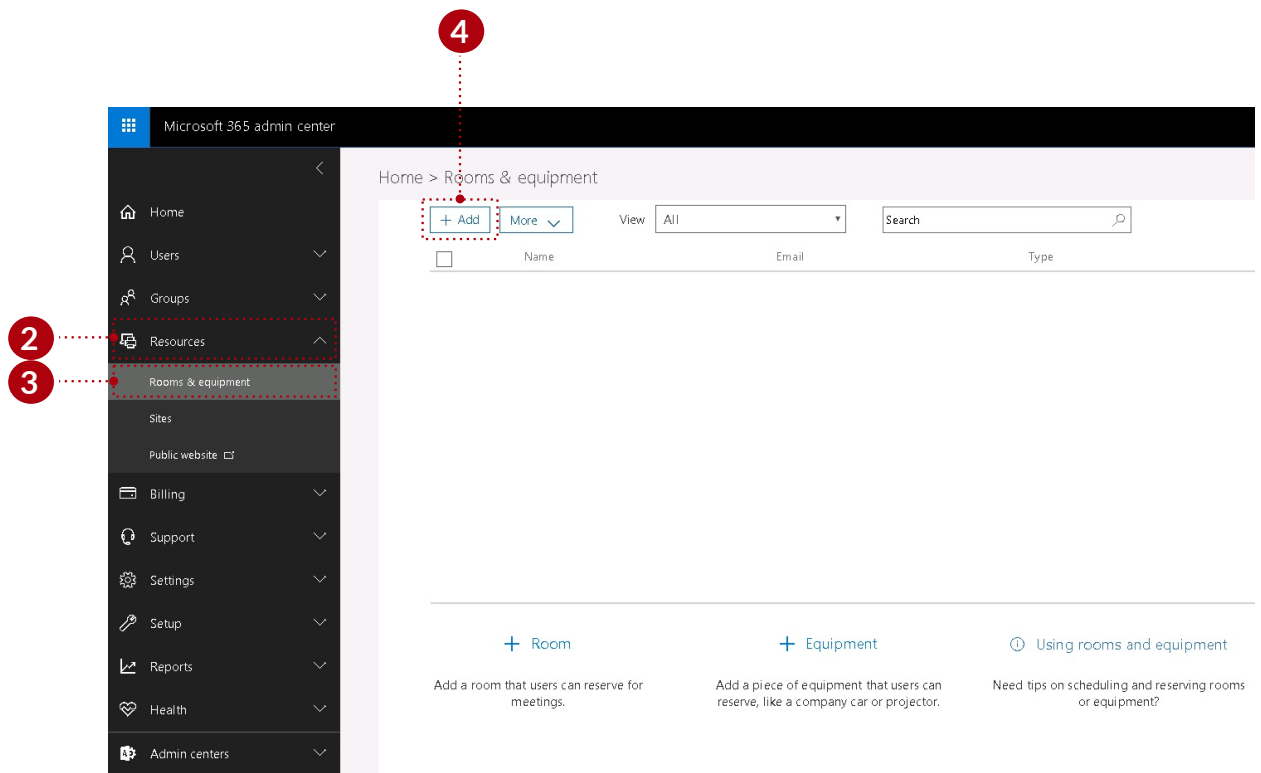 4
Microsoft 365 admin center
Home > Rooms & equipment
+ Add More View All Search
Name Email Type
Home
Users
Groups
2 Resources
3 Rooms & equipment
Sites
Public website
Billing
Support
Settings
Setup
Reports
Health
Admin centers
+ Room
Add a room that users can reserve for
meetings.
+ Equipment
Add a piece of equipment that users can
reserve, like a company car or projector.
Using rooms and equipment
Need tips on scheduling and reserving rooms
or equipment?